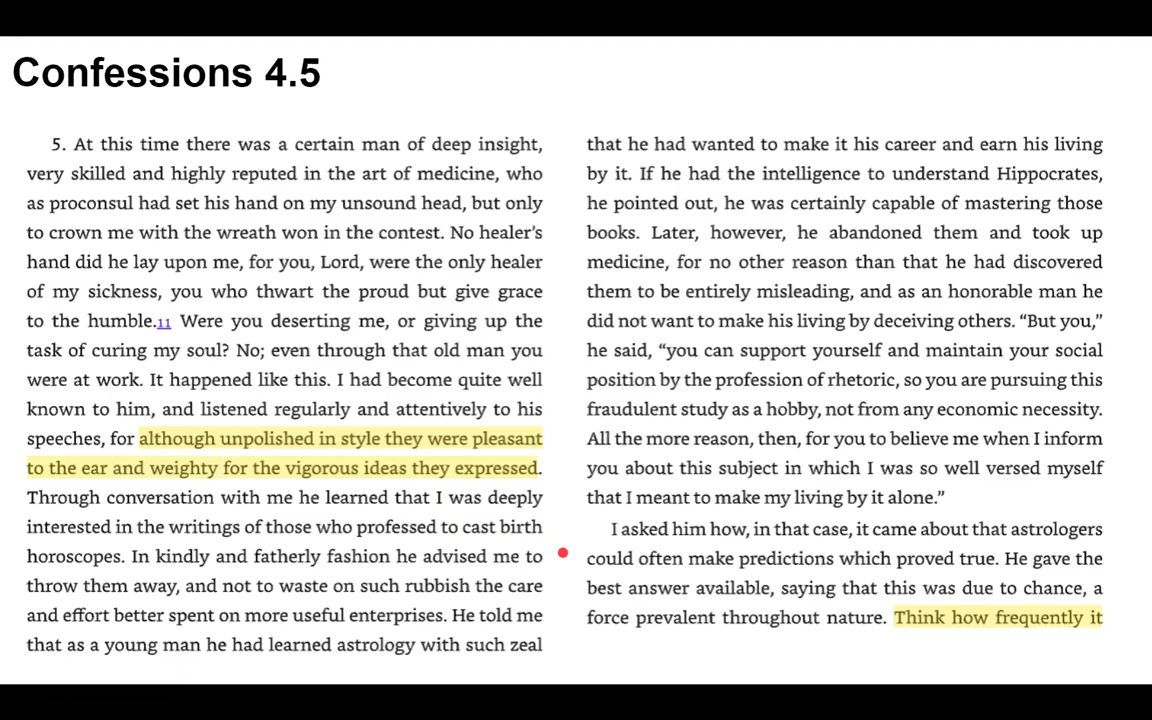 Confessions 4.5
5. At this time there was a certain man of deep insight,
very skilled and highly reputed in the art of medicine, who
as proconsul had set his hand on my unsound head, but only
to crown me with the wreath won in the contest. No healer's
hand did he lay upon me, for you, Lord, were the only healer
of my sickness, you who thwart the proud but give grace
to the humble.11 Were you deserting me, or giving up the
task of curing my soul? No; even through that old man you
were at work. It happened like this. I had become quite well
known to him, and listened regularly and attentively to his
speeches, for although unpolished in style they were pleasant
to the ear and weighty for the vigorous ideas they expressed.
Through conversation with me he learned that I was deeply
interested in the writings of those who professed to cast birth
horoscopes. In kindly and fatherly fashion he advised me to
throw them away, and not to waste on such rubbish the care
and effort better spent on more useful enterprises. He told me
that as a young man he had learned astrology with such zeal
that he had wanted to make it his career and earn his living
by it. If he had the intelligence to understand Hippocrates,
he pointed out, he was certainly capable of mastering those
books. Later, however, he abandoned them and took up
medicine, for no other reason than that he had discovered
them to be entirely misleading, and as an honorable man he
did not want to make his living by deceiving others. "But you,"
he said, "you can support yourself and maintain your social
position by the profession of rhetoric, so you are pursuing this
fraudulent study as a hobby, not from any economic necessity.
All the more reason, then, for you to believe me when I inform
you about this subject in which I was so well versed myself
that I meant to make my living by it alone."
I asked him how, in that case, it came about that astrologers
could often make predictions which proved true. He gave the
best answer available, saying that this was due to chance, a
force prevalent throughout nature. Think how frequently it